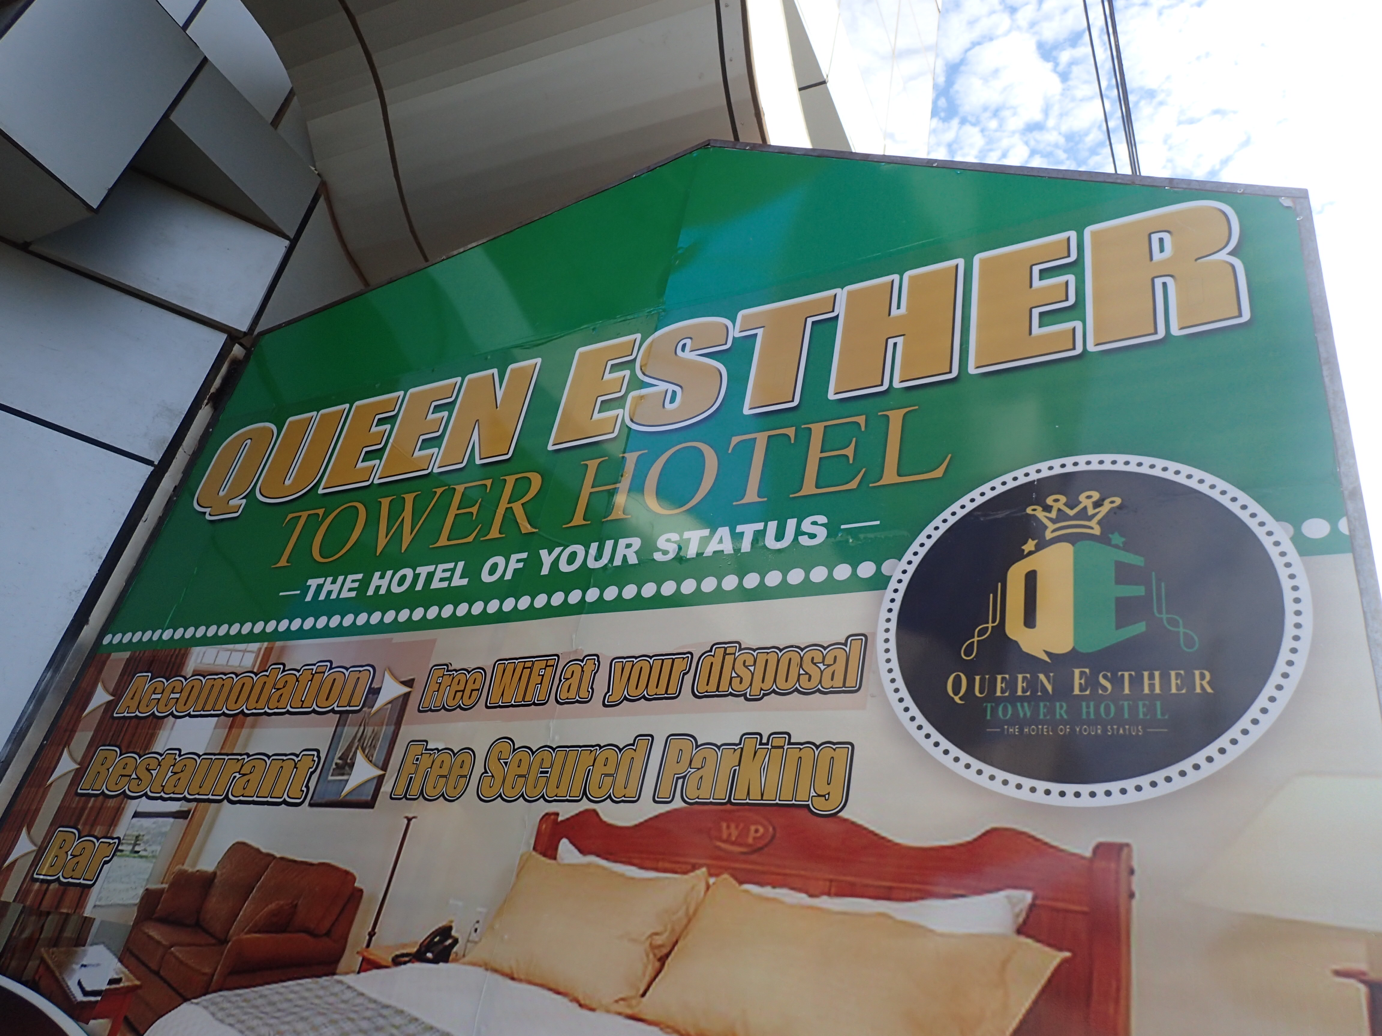 QUEEN ESTHER
TOWER HOTEL
— THE HOTEL OF YOUR STATUS —
Accomodation
Restaurant
Bar
Free WiFi at your disposal
Free Secured Parking
QE
QUEEN ESTHER
TOWER HOTEL
— THE HOTEL OF YOUR STATUS —
WP